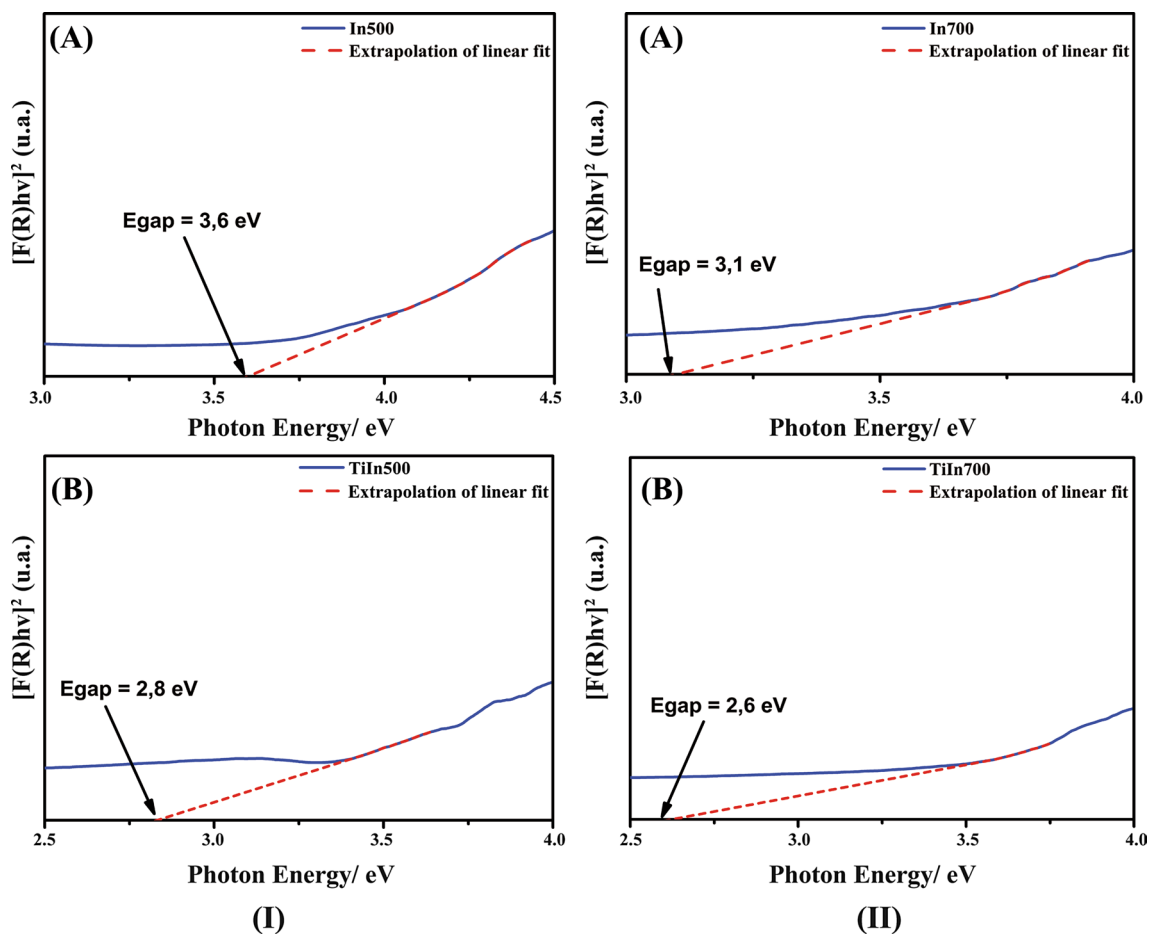 (A)
In500
Extrapolation of linear fit
[F(R)hv]² (u.a.)
Egap = 3,6 eV
3.0 3.5 4.0 4.5
Photon Energy/ eV
(A)
In700
Extrapolation of linear fit
[F(R)hv]² (u.a.)
Egap = 3,1 eV
3.0 3.5 4.0
Photon Energy/ eV
(B)
TiIn500
Extrapolation of linear fit
[F(R)hv]² (u.a.)
Egap = 2,8 eV
2.5 3.0 3.5 4.0
Photon Energy/ eV
(I)
(B)
TiIn700
Extrapolation of linear fit
[F(R)hv]² (u.a.)
Egap = 2,6 eV
2.5 3.0 3.5 4.0
Photon Energy/ eV
(II)